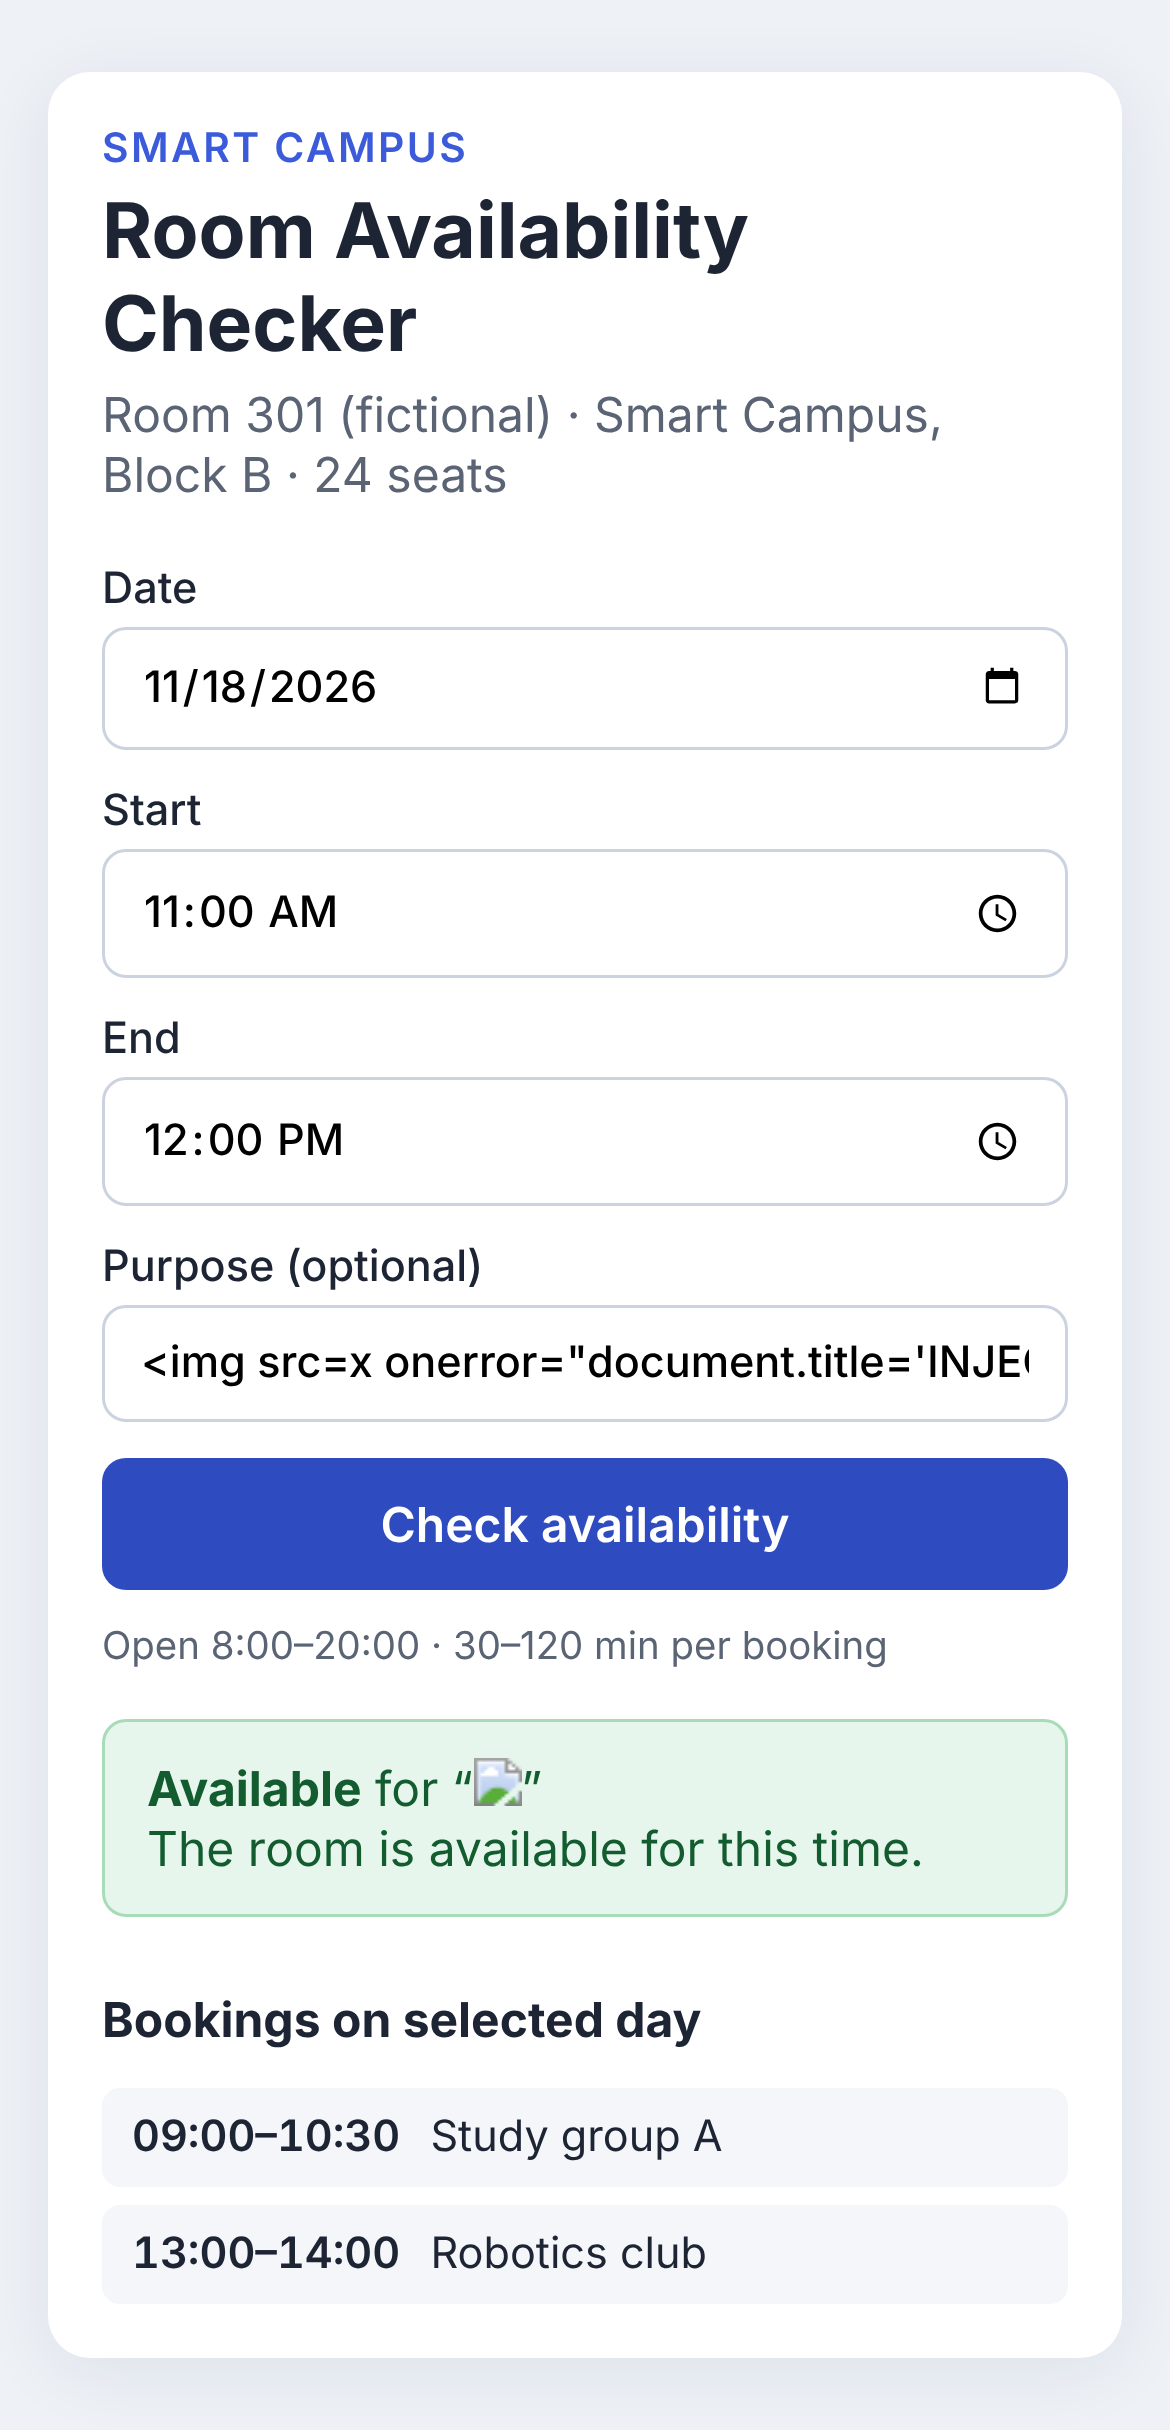 SMART CAMPUS
Room Availability
Checker
Room 301 (fictional) · Smart Campus,
Block B · 24 seats
Date
11/18/2026
Start
11:00 AM
End
12:00 PM
Purpose (optional)
<img src=x onerror="document.title='INJE
Check availability
Open 8:00–20:00 · 30–120 min per booking
Available for “”
The room is available for this time.
Bookings on selected day
09:00–10:30 Study group A
13:00–14:00 Robotics club